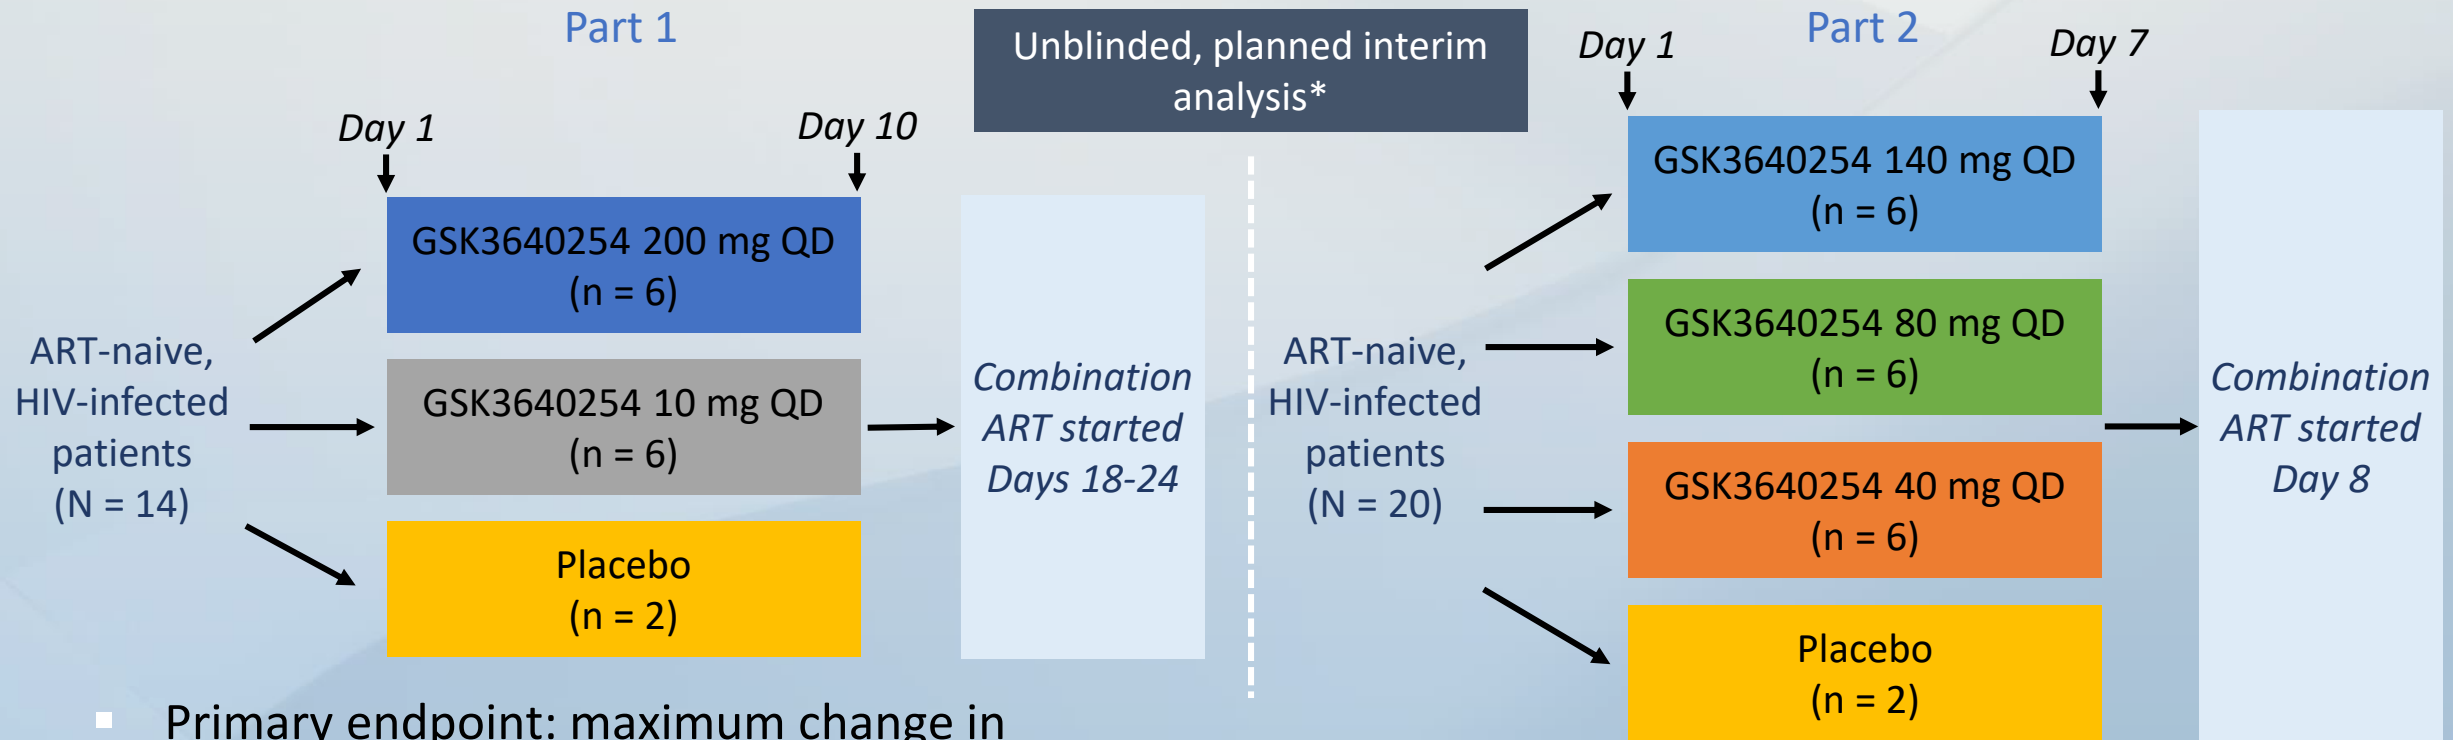 Part 1
Day 1
Day 10
ART-naive,
HIV-infected
patients
(N = 14)
GSK3640254 200 mg QD
(n = 6)
GSK3640254 10 mg QD
(n = 6)
Placebo
(n = 2)
Combination
ART started
Days 18-24
Unblinded, planned interim
analysis*
Part 2
Day 1
Day 7
ART-naive,
HIV-infected
patients
(N = 20)
GSK3640254 140 mg QD
(n = 6)
GSK3640254 80 mg QD
(n = 6)
GSK3640254 40 mg QD
(n = 6)
Placebo
(n = 2)
Combination
ART started
Day 8
▪ Primary endpoint: maximum change in